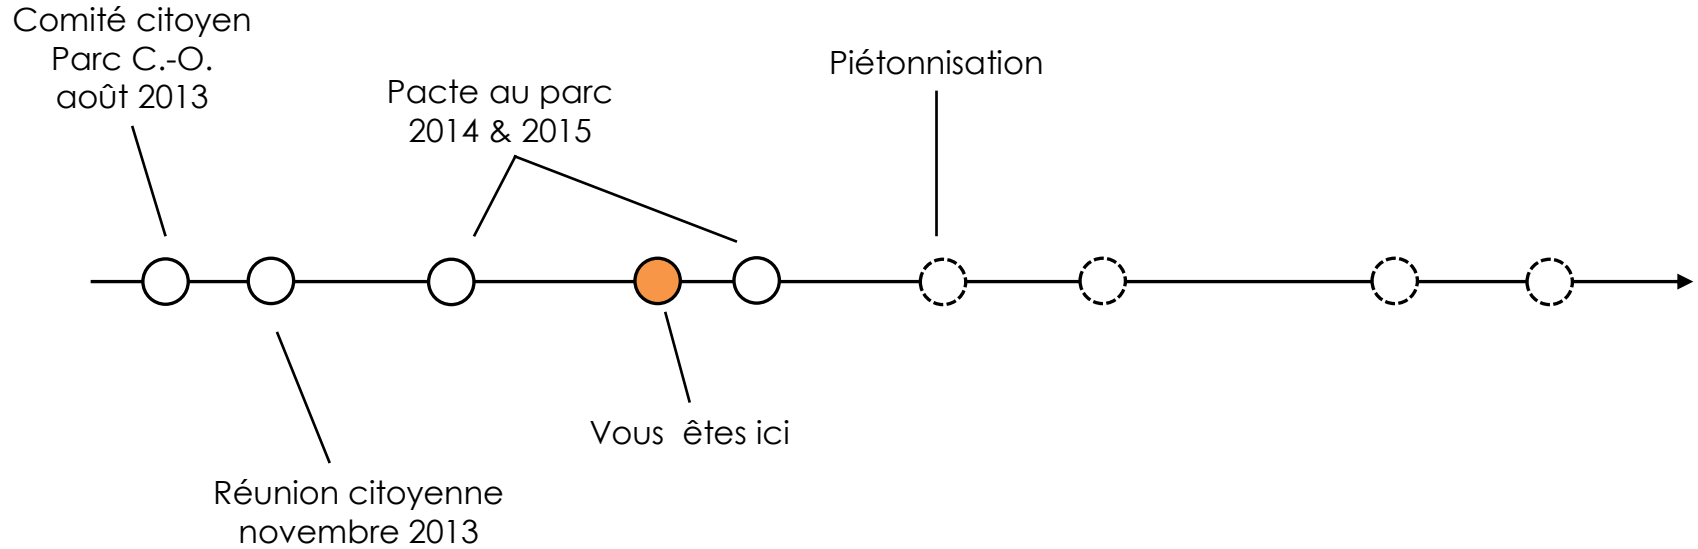 Comité citoyen
Parc C.-O.
août 2013
Pacte au parc
2014 & 2015
Piétonnisation
Vous  êtes ici
Réunion citoyenne
novembre 2013